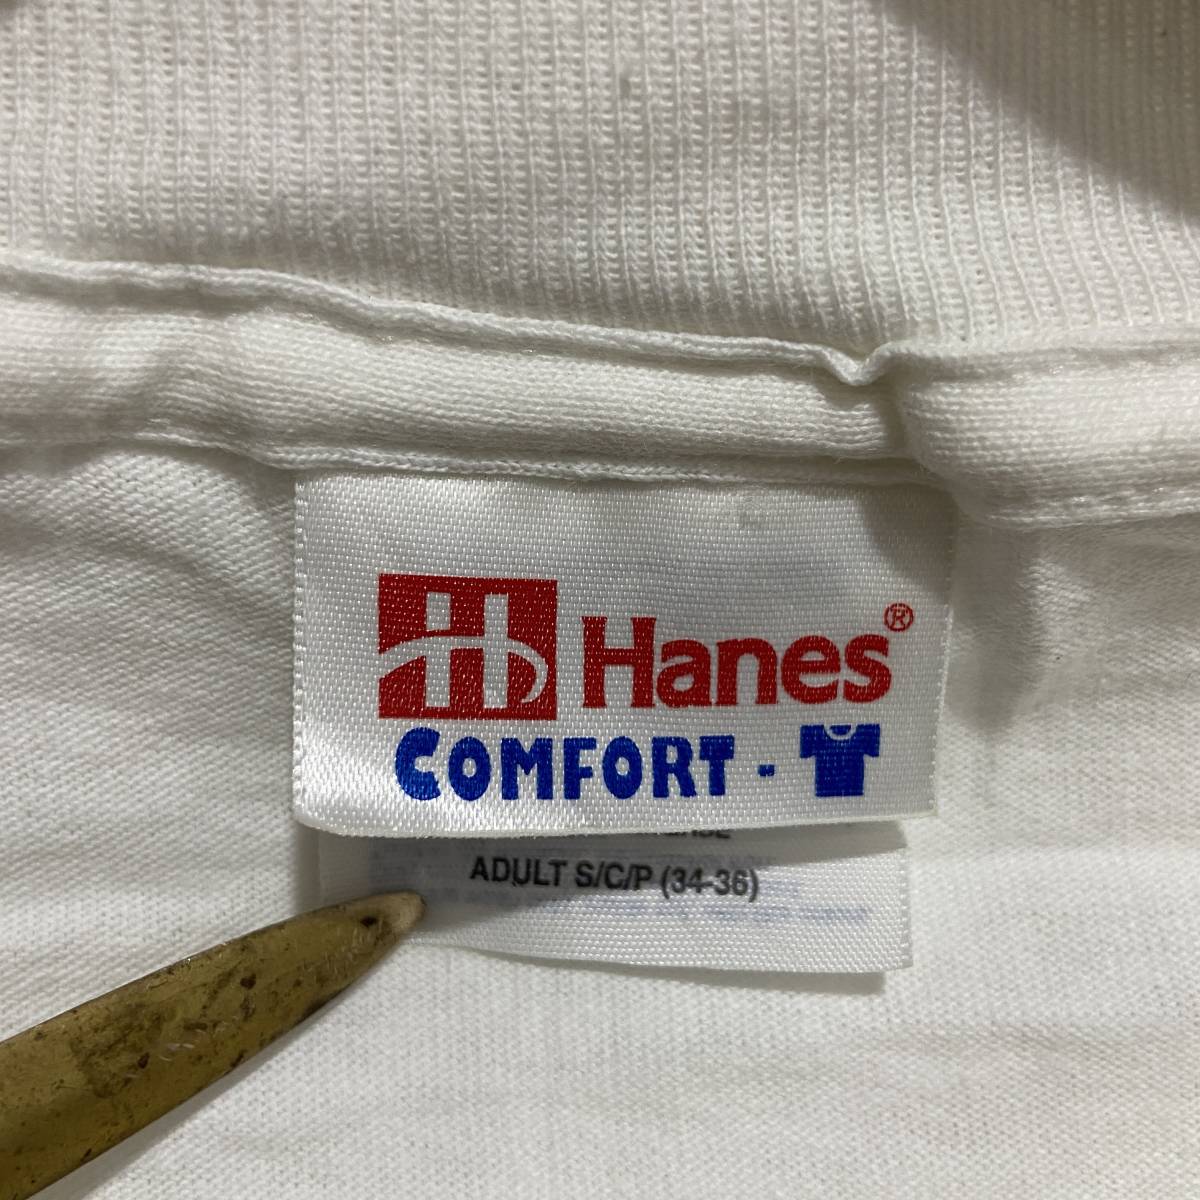 Hanes®
COMFORT -
ADULT S/C/P (34-36)